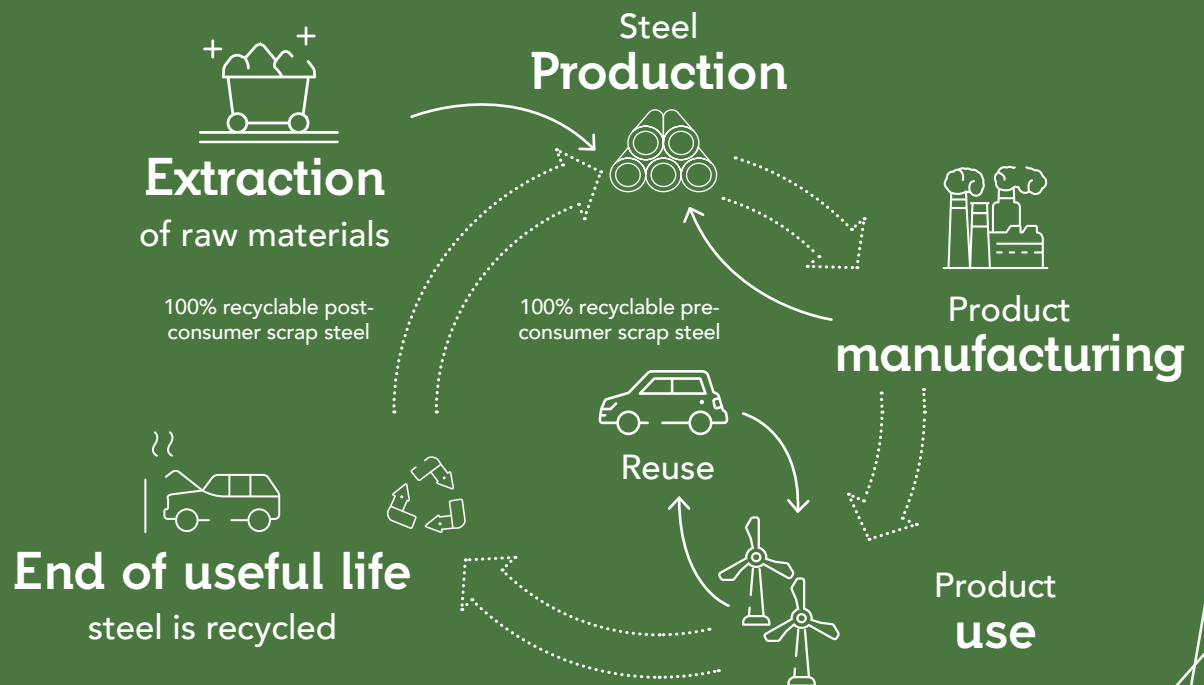 Steel
Production
Extraction
of raw materials
100% recyclable post-
consumer scrap steel
100% recyclable pre-
consumer scrap steel
Product
manufacturing
Reuse
End of useful life
steel is recycled
Product
use